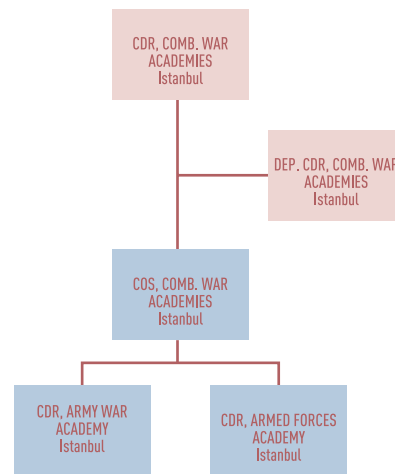 CDR, COMB. WAR
ACADEMIES
Istanbul
DEP. CDR, COMB. WAR
ACADEMIES
Istanbul
COS, COMB. WAR
ACADEMIES
Istanbul
CDR, ARMY WAR
ACADEMY
Istanbul
CDR, ARMED FORCES
ACADEMY
Istanbul